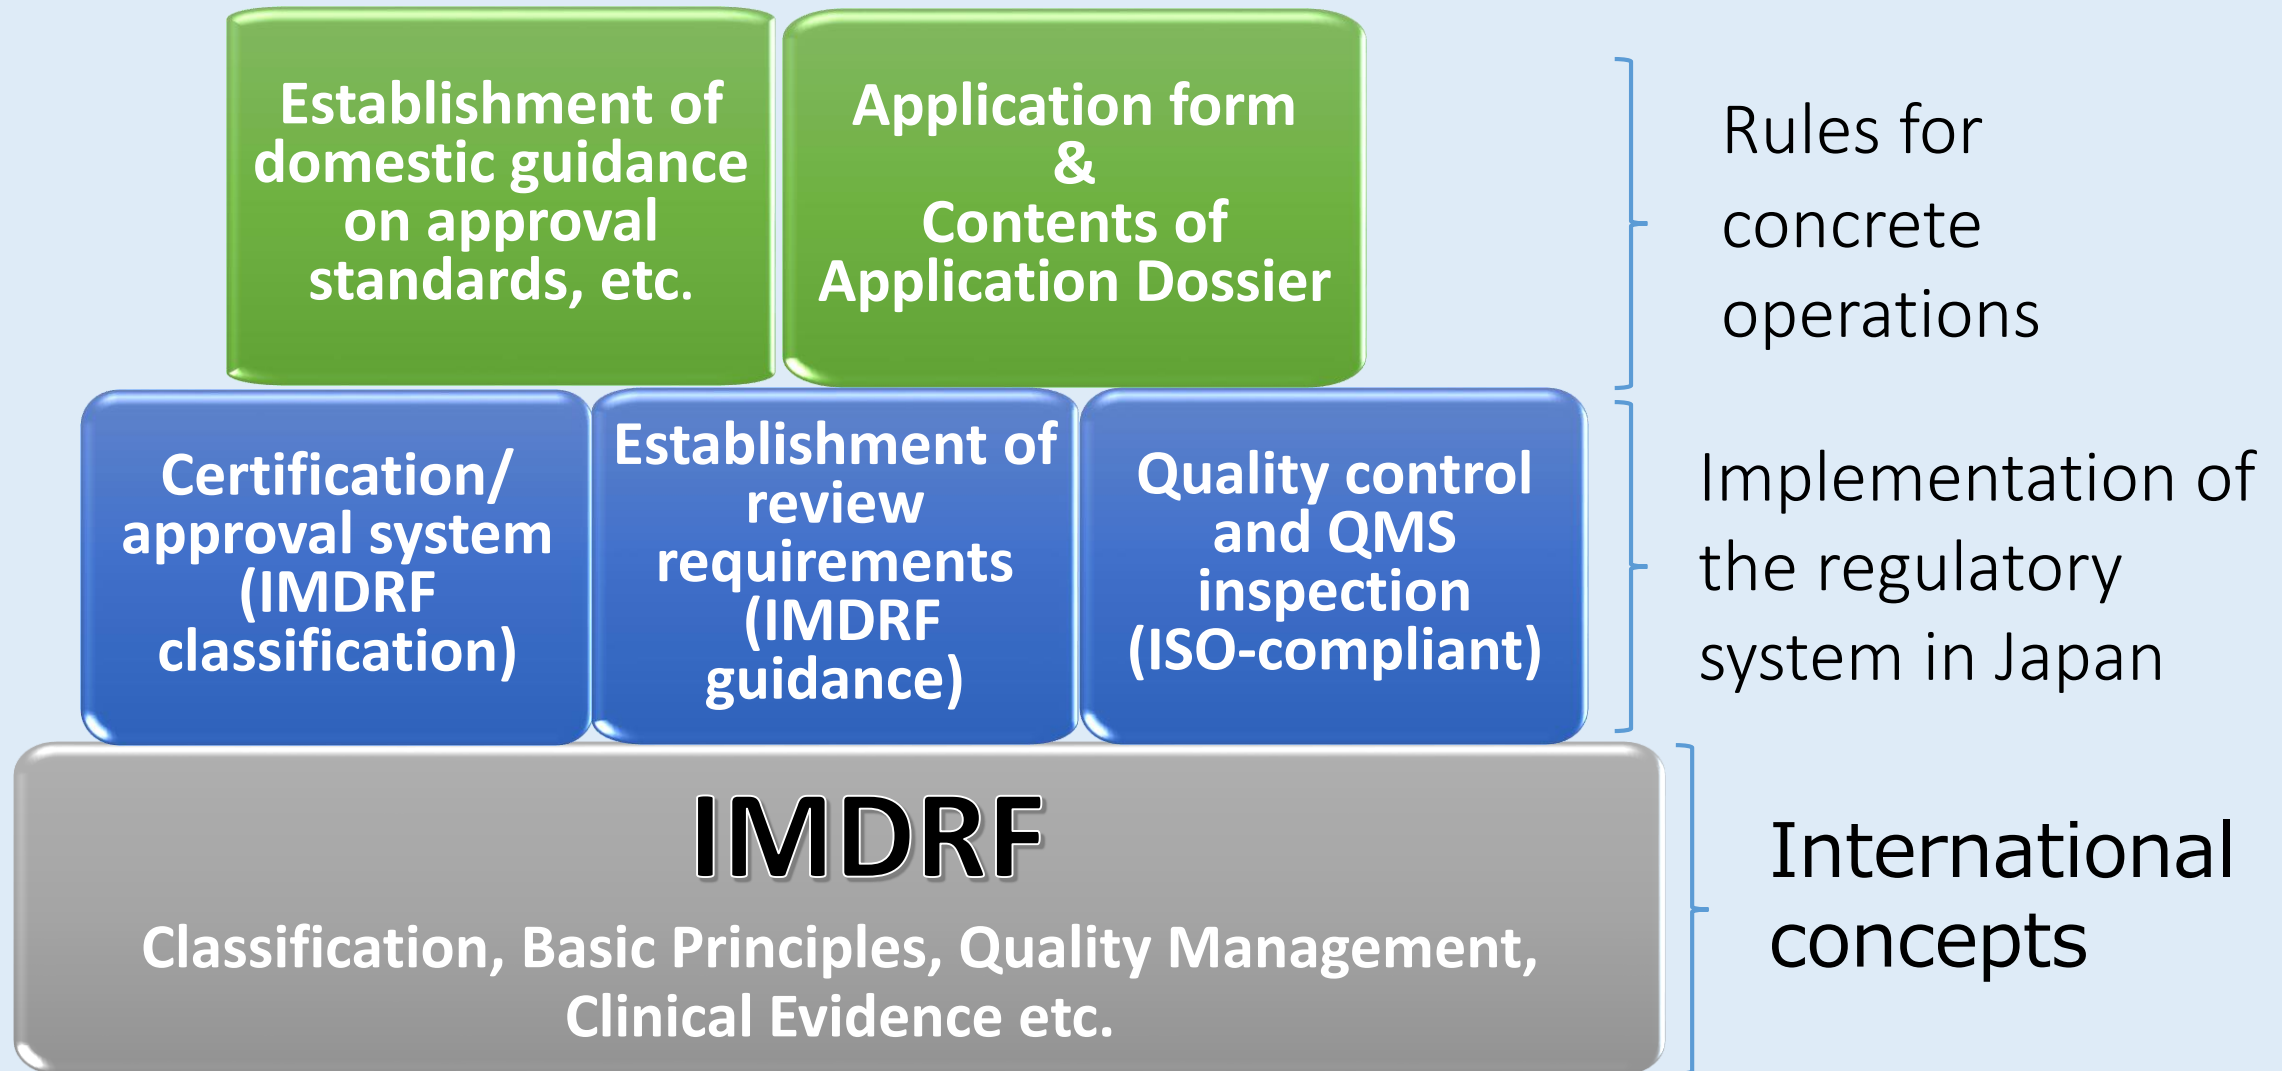 Establishment of
domestic guidance
on approval
standards, etc.
Application form
&
Contents of
Application Dossier
Rules for
concrete
operations
Certification/
approval system
(IMDRF
classification)
Establishment of
review
requirements
(IMDRF
guidance)
Quality control
and QMS
inspection
(ISO-compliant)
Implementation of
the regulatory
system in Japan
IMDRF
Classification, Basic Principles, Quality Management,
Clinical Evidence etc.
International
concepts